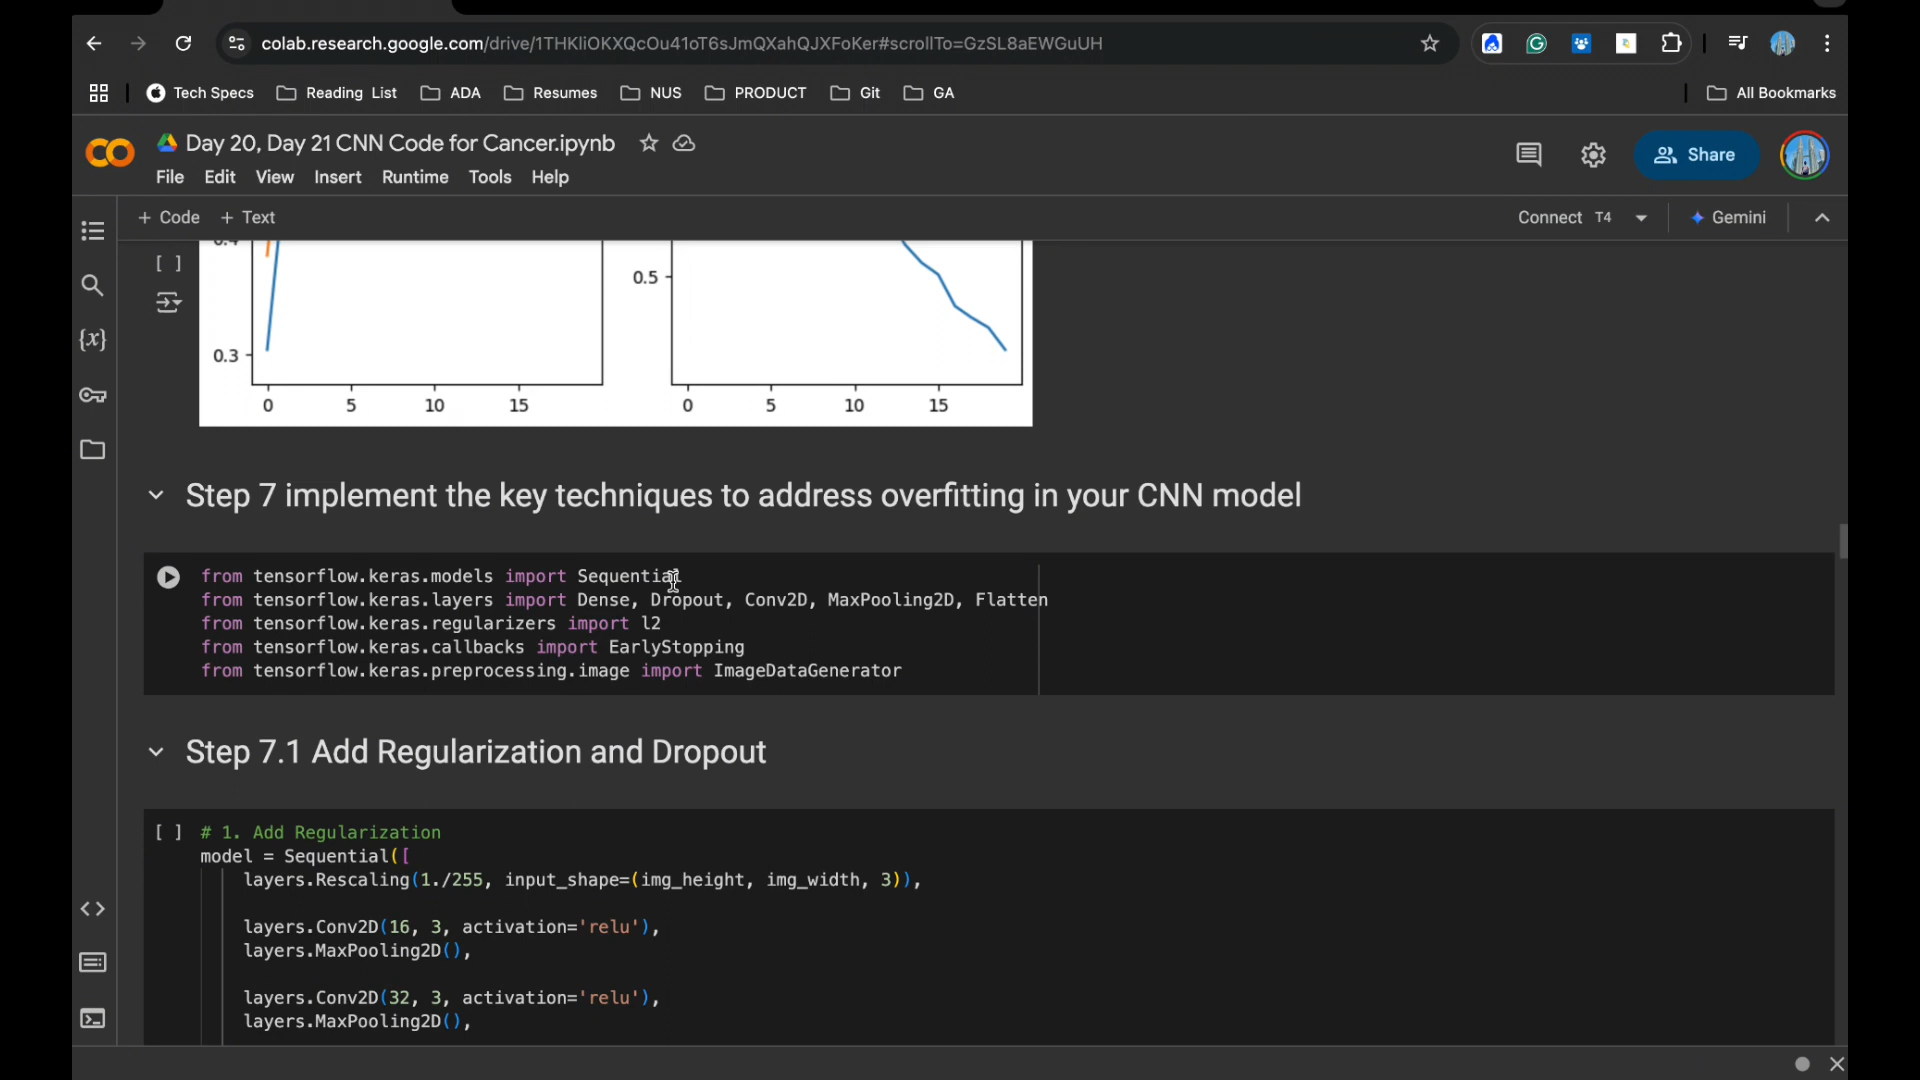 colab.research.google.com/drive/1THKliOKXQcOu41oT6sJmQXahQJXFoKer#scrollTo=GzSL8aEWGuUH
Tech Specs Reading List ADA Resumes NUS PRODUCT Git GA All Bookmarks
CO Day 20, Day 21 CNN Code for Cancer.ipynb
Share
File Edit View Insert Runtime Tools Help
+ Code + Text Connect T4 Gemini
0.4
[ ]
{x}
0.5
0.3
0 5 10 15 0 5 10 15
Step 7 implement the key techniques to address overfitting in your CNN model
from tensorflow.keras.models import Sequential
from tensorflow.keras.layers import Dense, Dropout, Conv2D, MaxPooling2D, Flatten
from tensorflow.keras.regularizers import l2
from tensorflow.keras.callbacks import EarlyStopping
from tensorflow.keras.preprocessing.image import ImageDataGenerator
Step 7.1 Add Regularization and Dropout
[ ] # 1. Add Regularization
model = Sequential([
layers.Rescaling(1./255, input_shape=(img_height, img_width, 3)),
layers.Conv2D(16, 3, activation='relu'),
layers.MaxPooling2D(),
layers.Conv2D(32, 3, activation='relu'),
layers.MaxPooling2D(),